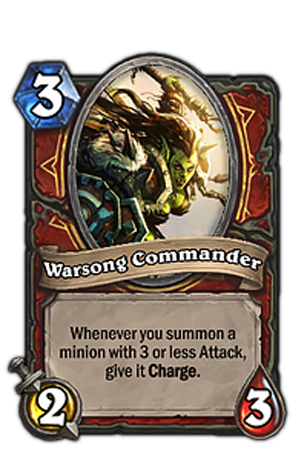 3
Warsong Commander
Whenever you summon a
minion with 3 or less Attack,
give it Charge.
2
3